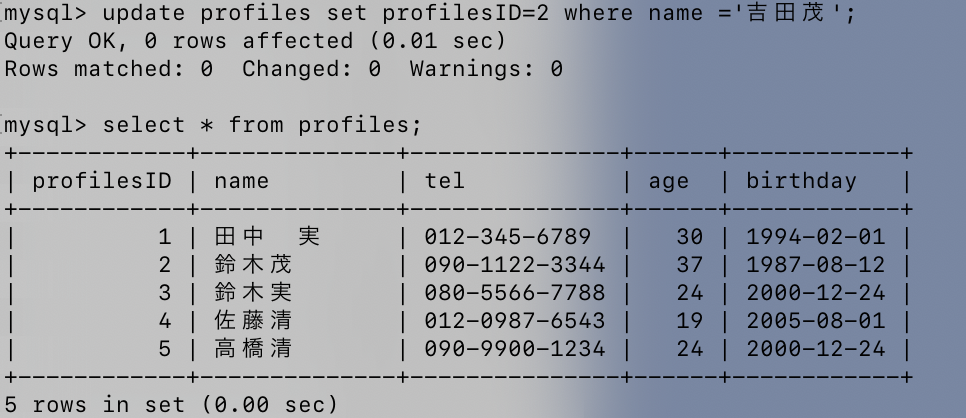 mysql> update profiles set profilesID=2 where name ='吉田茂';
Query OK, 0 rows affected (0.01 sec)
Rows matched: 0  Changed: 0  Warnings: 0

mysql> select * from profiles;
+------------+--------------+---------------+------+------------+
| profilesID | name         | tel           | age  | birthday   |
+------------+--------------+---------------+------+------------+
|          1 | 田中　実     | 012-345-6789  |   30 | 1994-02-01 |
|          2 | 鈴木茂       | 090-1122-3344 |   37 | 1987-08-12 |
|          3 | 鈴木実       | 080-5566-7788 |   24 | 2000-12-24 |
|          4 | 佐藤清       | 012-0987-6543 |   19 | 2005-08-01 |
|          5 | 高橋清       | 090-9900-1234 |   24 | 2000-12-24 |
+------------+--------------+---------------+------+------------+
5 rows in set (0.00 sec)